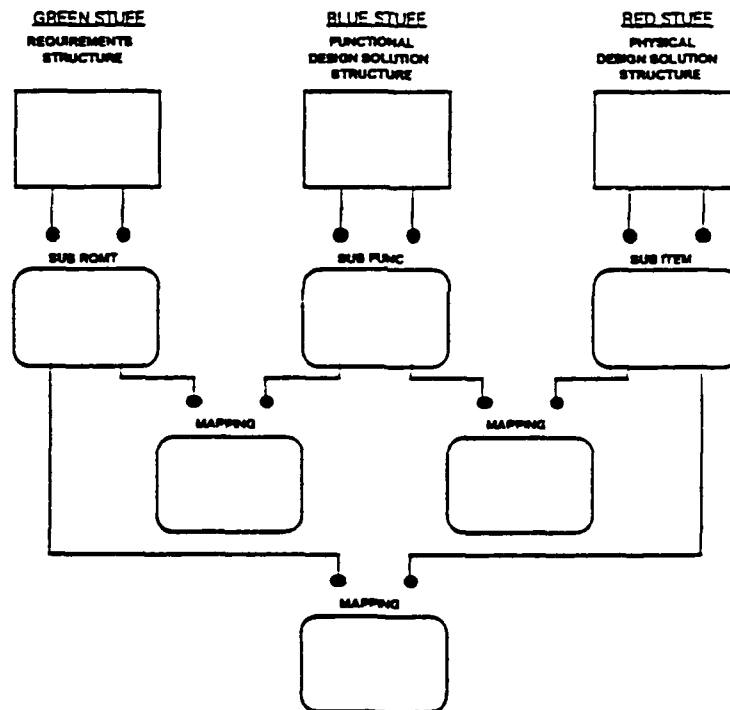 GREEN STUFF
REQUIREMENTS
STRUCTURE
BLUE STUFF
FUNCTIONAL
DESIGN SOLUTION
STRUCTURE
RED STUFF
PHYSICAL
DESIGN SOLUTION
STRUCTURE
SUB RQMT
SUB FUNC
SUB ITEM
MAPPING
MAPPING
MAPPING